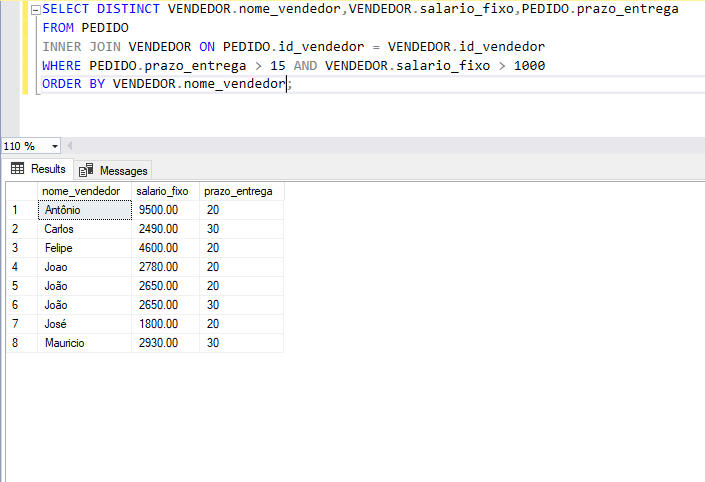 SELECT DISTINCT VENDEDOR.nome_vendedor,VENDEDOR.salario_fixo,PEDIDO.prazo_entrega
FROM PEDIDO
INNER JOIN VENDEDOR ON PEDIDO.id_vendedor = VENDEDOR.id_vendedor
WHERE PEDIDO.prazo_entrega > 15 AND VENDEDOR.salario_fixo > 1000
ORDER BY VENDEDOR.nome_vendedor;
110 %
Results Messages
nome_vendedor salario_fixo prazo_entrega
1 Antônio 9500.00 20
2 Carlos 2490.00 30
3 Felipe 4600.00 20
4 Joao 2780.00 20
5 João 2650.00 20
6 João 2650.00 30
7 José 1800.00 20
8 Mauricio 2930.00 30